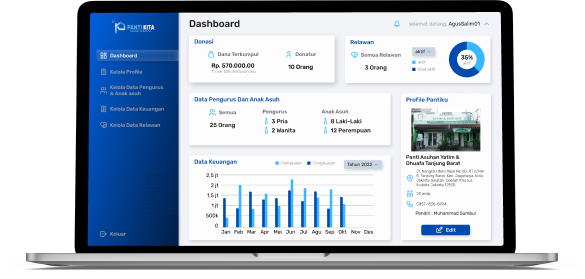 PANTI KITA
Dashboard
Kelola Profile
Kelola Data Pengurus
& Anak asuh
Kelola Data Keuangan
Kelola Data Relawan
Keluar
Dashboard
selamat datang, AgusSalim01
Donasi
Dana Terkumpul
Rp. 570.000.00
Donatur
10 Orang
Relawan
aktif
Semua Relawan
3 Orang
aktif
tidak aktif
35%
aktif
Data Pengurus Dan Anak Asuh
Semua
25 Orang
Pengurus
3 Pria
2 Wanita
Anak Asuh
8 Laki-Laki
12 Perempuan
Data Keuangan
Pemasukan
Pengeluaran
Tahun 2022
2,5 jt
2 jt
1,5 jt
1 jt
500k
0
Jan Feb Mar Apr Mei Jun Jul Agu Sep Okt Nov Des
Profile Pantiku
Panti Asuhan Yatim &
Dhuafa Tanjung Barat
20 anak
Pendiri : Muhammad Sumbul
Edit